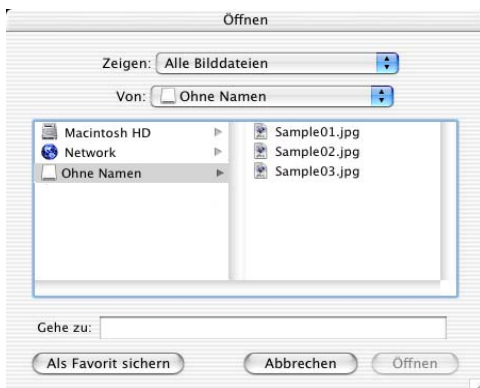 Öffnen
Zeigen: Alle Bilddateien
Von: Ohne Namen
Macintosh HD
Network
Ohne Namen
Sample01.jpg
Sample02.jpg
Sample03.jpg
Gehe zu:
Als Favorit sichern Abbrechen Öffnen